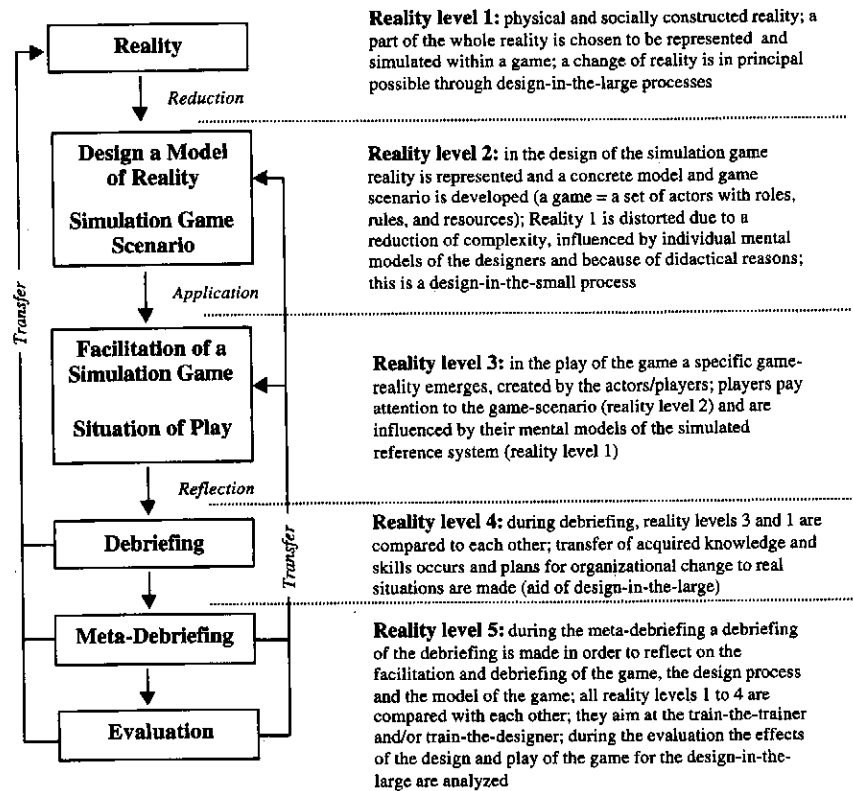 Reality
Reduction
Design a Model
of Reality
Simulation Game
Scenario
Application
Facilitation of a
Simulation Game
Situation of Play
Reflection
Debriefing
Meta-Debriefing
Evaluation
Transfer
Transfer
Reality level 1: physical and socially constructed reality; a
part of the whole reality is chosen to be represented and
simulated within a game; a change of reality is in principal
possible through design-in-the-large processes
Reality level 2: in the design of the simulation game
reality is represented and a concrete model and game
scenario is developed (a game = a set of actors with roles,
rules, and resources); Reality 1 is distorted due to a
reduction of complexity, influenced by individual mental
models of the designers and because of didactical reasons;
this is a design-in-the-small process
Reality level 3: in the play of the game a specific game-
reality emerges, created by the actors/players; players pay
attention to the game-scenario (reality level 2) and are
influenced by their mental models of the simulated
reference system (reality level 1)
Reality level 4: during debriefing, reality levels 3 and 1 are
compared to each other; transfer of acquired knowledge and
skills occurs and plans for organizational change to real
situations are made (aid of design-in-the-large)
Reality level 5: during the meta-debriefing a debriefing
of the debriefing is made in order to reflect on the
facilitation and debriefing of the game, the design process
and the model of the game; all reality levels 1 to 4 are
compared with each other; they aim at the train-the-trainer
and/or train-the-designer; during the evaluation the effects
of the design and play of the game for the design-in-the-
large are analyzed